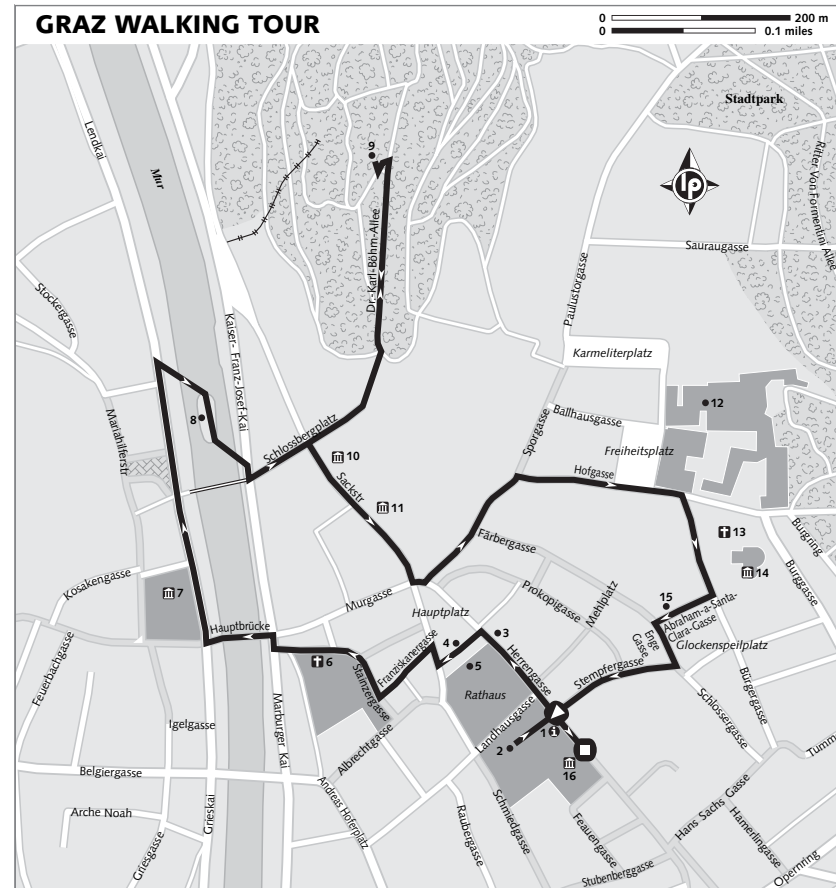 GRAZ WALKING TOUR
0 200 m
0 0.1 miles
Stadtpark
Lendkai
Mur
9
lp
Ritter Von Formentini Allee
Dr-Karl-Böhm-Allee
Sauraugasse
Paulustorgasse
Stockergasse
Kaiser- Franz-Josef-Kai
Karmeliterplatz
12
Mariahilferstr
8
Schlossbergplatz
Sporgasse
Ballhausgasse
Freiheitsplatz
10
Hofgasse
Sackstr
11
13
Burgring
Färbergasse
14
Burggasse
Kosakengasse
7
Murgasse
Prokopigasse
Mehlplatz
15
Abraham-a-Santa-
Clara-Gasse
Hauptplatz
Hauptbrücke
3
4
Enge
Gasse
Glockenspielplatz
Feuerbachgasse
Franziskanergasse
Herrengasse
6
5
Stainzergasse
Rathaus
Stempfergasse
Marburger Kai
Landhausgasse
1
i
2
16
Schlossergasse
Bürgergasse
Igelgasse
Albrechtgasse
Tumm
Belgiergasse
Andreas Hoferplatz
Schmiedgasse
Hans Sachs Gasse
Arche Noah
Grieskai
Griesgasse
Raubergasse
Feuengasse
Hamerlingasse
Stubenberggasse
Opernring